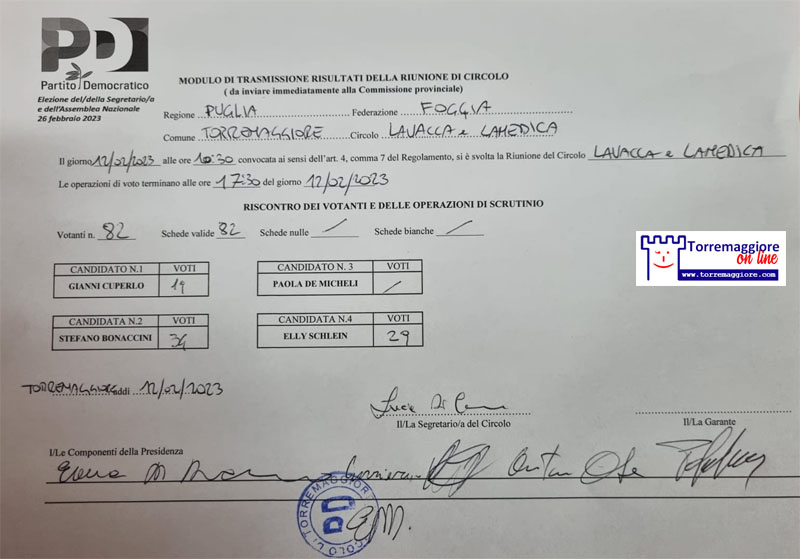 PD
Partito Democratico
Elezione del/della Segretario/a
e dell'Assemblea Nazionale
26 febbraio 2023
MODULO DI TRASMISSIONE RISULTATI DELLA RIUNIONE DI CIRCOLO
( da inviare immediatamente alla Commissione provinciale)
Regione PUGLIA Federazione FOGGIA
Comune TORREMAGGIORE Circolo LAVACCA e LAMEDICA
Il giorno 12/02/2023 alle ore 10:30 convocata ai sensi dell'art. 4, comma 7 del Regolamento, si è svolta la Riunione del Circolo LAVACCA e LAMEDICA
Le operazioni di voto terminano alle ore 17:30 del giorno 12/02/2023
RISCONTRO DEI VOTANTI E DELLE OPERAZIONI DI SCRUTINIO
Votanti n. 82 Schede valide 82 Schede nulle / Schede bianche /
CANDIDATO N.1 VOTI
GIANNI CUPERLO 19
CANDIDATO N. 3 VOTI
PAOLA DE MICHELI /
CANDIDATA N.2 VOTI
STEFANO BONACCINI 34
CANDIDATA N.4 VOTI
ELLY SCHLEIN 29
Torremaggiore
on line
www.torremaggiore.com
TORREMAGGIORE addi 12/02/2023
Il/La Segretario/a del Circolo
Il/La Garante
I/Le Componenti della Presidenza
CIRCOLO DI TORREMAGGIORE
PD